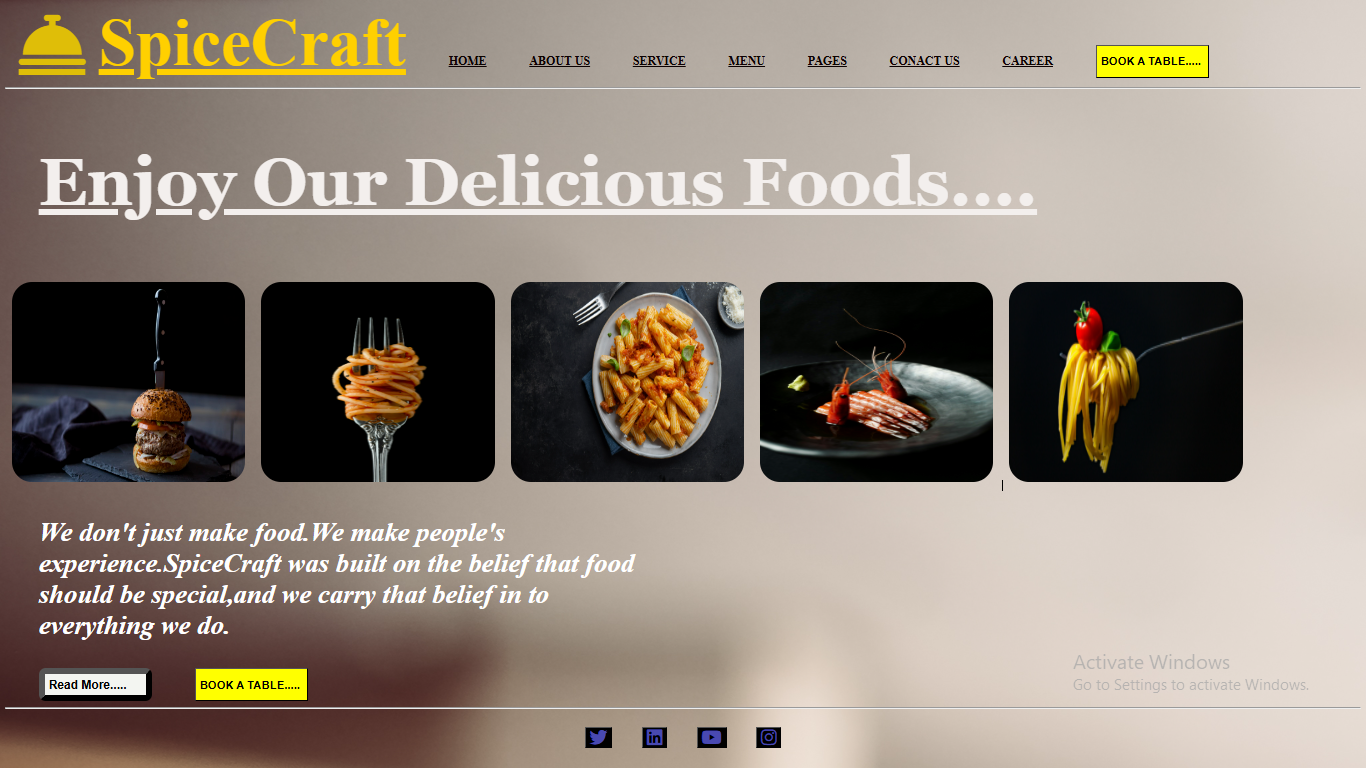 SpiceCraft
HOME ABOUT US SERVICE MENU PAGES CONACT US CAREER BOOK A TABLE.....
Enjoy Our Delicious Foods....
We don't just make food.We make people's
experience.SpiceCraft was built on the belief that food
should be special,and we carry that belief in to
everything we do.
Activate Windows
Go to Settings to activate Windows.
Read More..... BOOK A TABLE.....